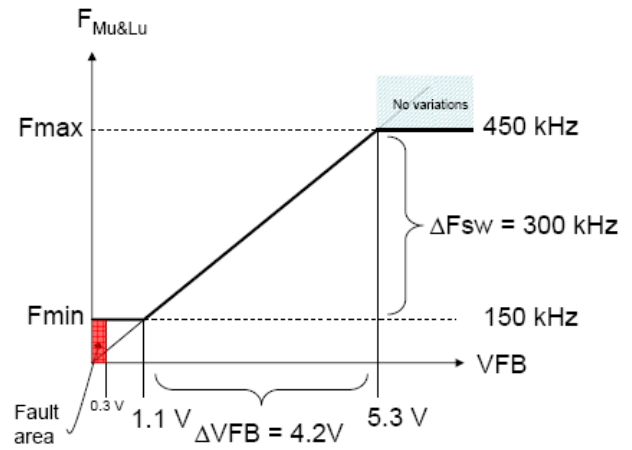 F Mu&Lu
No variations
Fmax
450 kHz
ΔFsw = 300 kHz
Fmin
150 kHz
VFB
0.3 V
1.1 V
5.3 V
Fault
area
ΔVFB = 4.2V